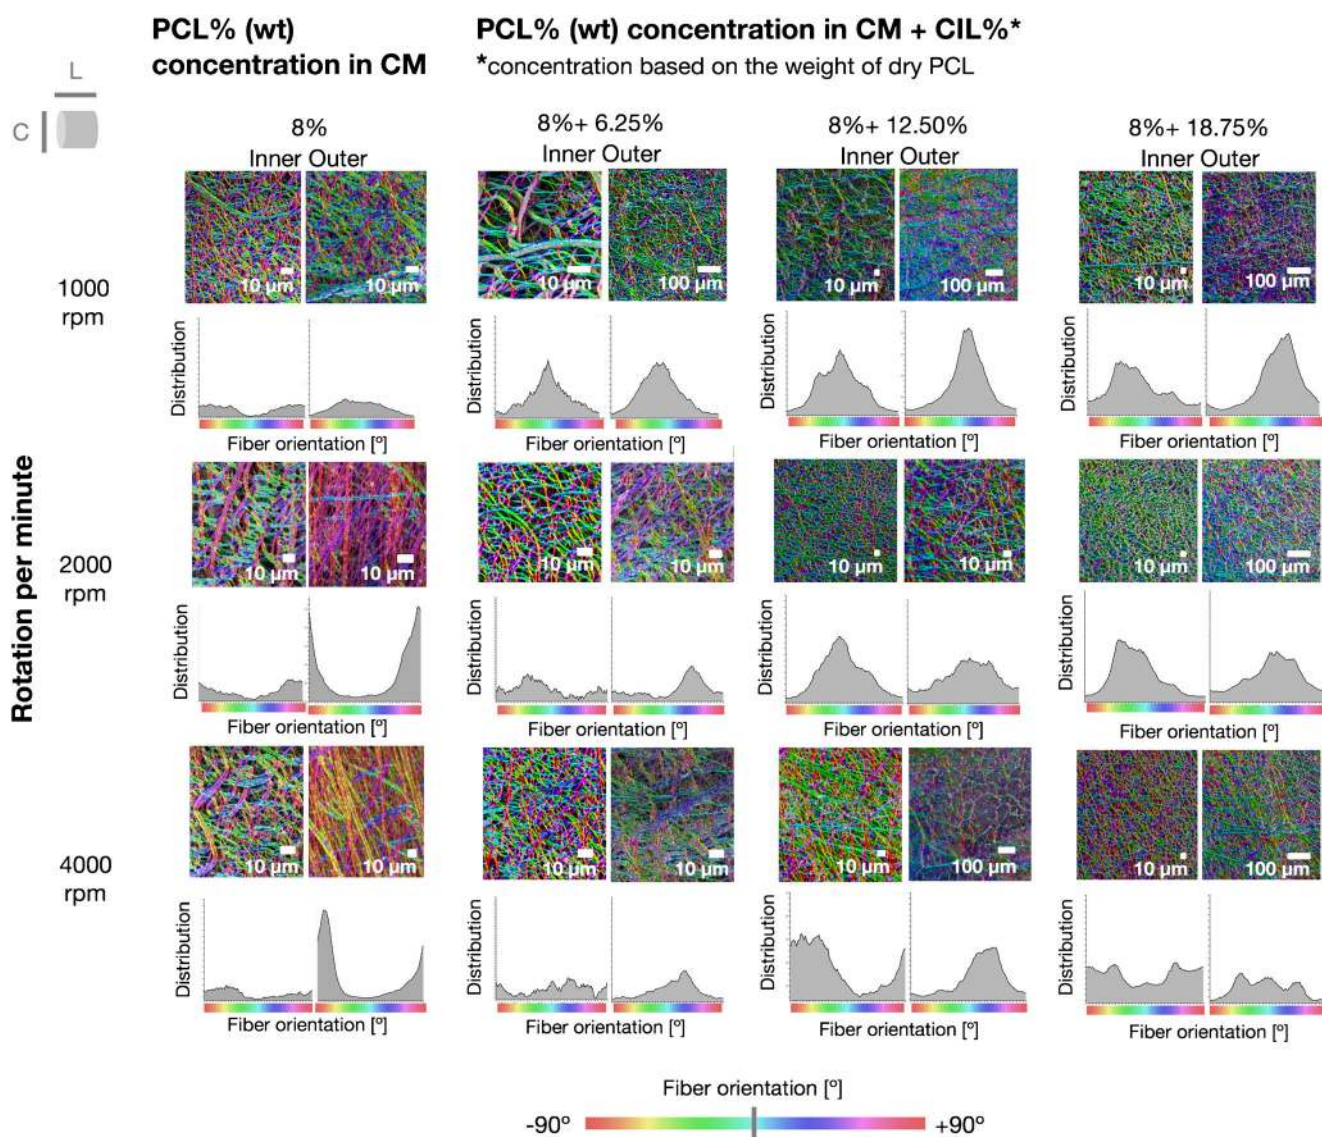 PCL% (wt)
concentration in CM
PCL% (wt) concentration in CM + CIL%*
*concentration based on the weight of dry PCL
L
C
8%
Inner Outer
8%+ 6.25%
Inner Outer
8%+ 12.50%
Inner Outer
8%+ 18.75%
Inner Outer
Rotation per minute
1000
rpm
10 µm
10 µm
10 µm
100 µm
10 µm
100 µm
10 µm
100 µm
Distribution
Distribution
Distribution
Distribution
Fiber orientation [º]
Fiber orientation [º]
Fiber orientation [º]
Fiber orientation [º]
2000
rpm
10 µm
10 µm
10 µm
10 µm
10 µm
10 µm
10 µm
100 µm
Distribution
Distribution
Distribution
Distribution
Fiber orientation [º]
Fiber orientation [º]
Fiber orientation [º]
Fiber orientation [º]
4000
rpm
10 µm
10 µm
10 µm
10 µm
10 µm
100 µm
10 µm
100 µm
Distribution
Distribution
Distribution
Distribution
Fiber orientation [º]
Fiber orientation [º]
Fiber orientation [º]
Fiber orientation [º]
Fiber orientation [º]
-90º
+90º